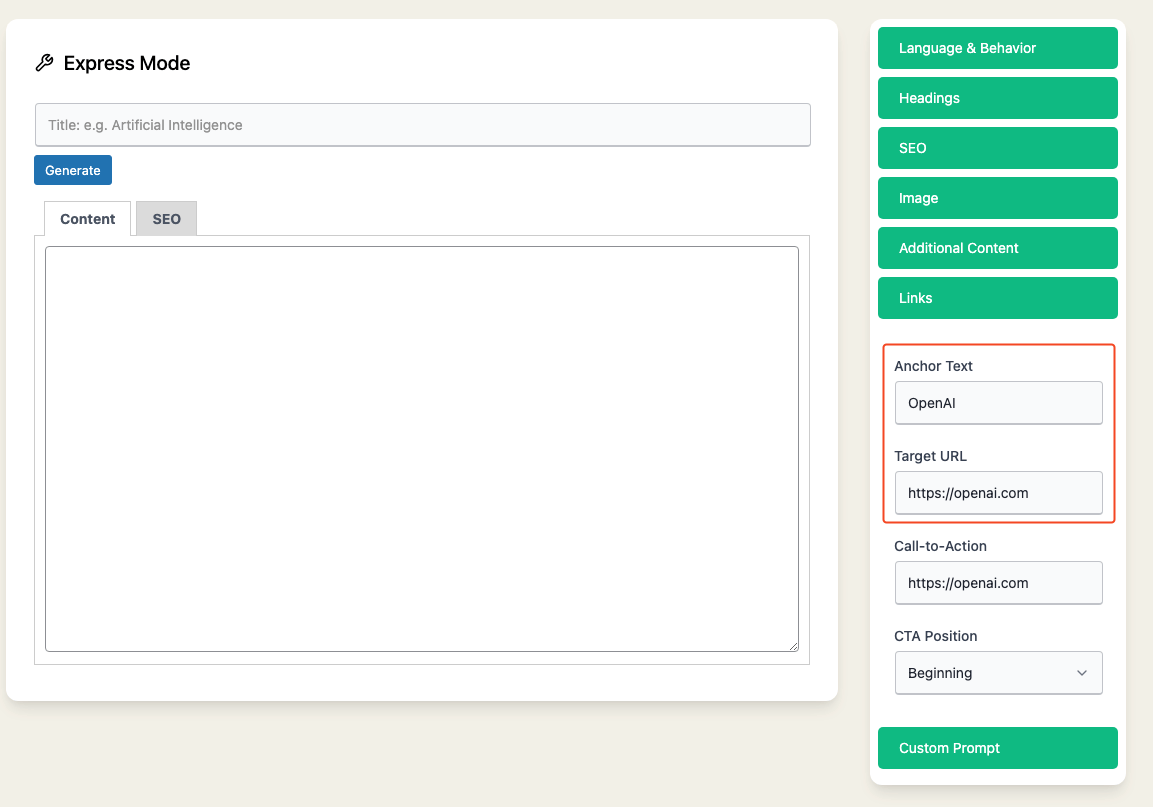 Express Mode
Title: e.g. Artificial Intelligence
Generate
Content
SEO
Language & Behavior
Headings
SEO
Image
Additional Content
Links
Anchor Text
OpenAI
Target URL
https://openai.com
Call-to-Action
https://openai.com
CTA Position
Beginning
Custom Prompt